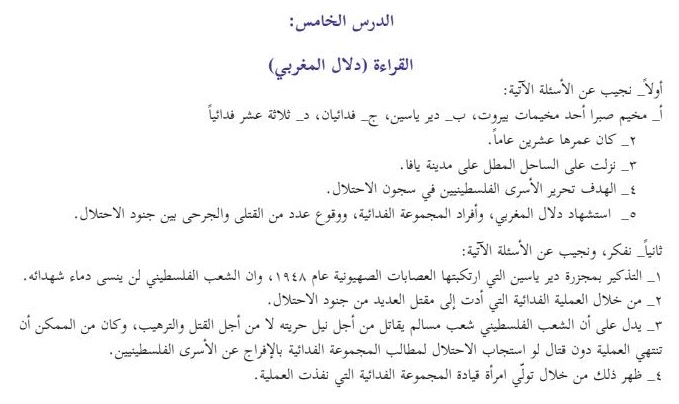 الدرس الخامس:
القراءة (دلال المغربي)
أولاً_ نجيب عن الأسئلة الآتية:
أ_ مخيم صبرا أحد مخيمات بيروت، ب_ دير ياسين، ج_ فدائيان، د_ ثلاثة عشر فدائياً
٢_ كان عمرها عشرين عاماً.
٣_ نزلت على الساحل المطل على مدينة يافا.
٤_ الهدف تحرير الأسرى الفلسطينيين في سجون الاحتلال.
٥_ استشهاد دلال المغربي، وأفراد المجموعة الفدائية، ووقوع عدد من القتلى والجرحى بين جنود الاحتلال.
ثانياً_ نفكر، ونجيب عن الأسئلة الآتية:
١_ التذكير بمجزرة دير ياسين التي ارتكبتها العصابات الصهيونية عام ١٩٤٨، وان الشعب الفلسطيني لن ينسى دماء شهدائه.
٢_ من خلال العملية الفدائية التي أدت إلى مقتل العديد من جنود الاحتلال.
٣_ يدل على أن الشعب الفلسطيني شعب مسالم يقاتل من أجل نيل حريته لا من أجل القتل والترهيب، وكان من الممكن أن
تنتهي العملية دون قتال لو استجاب الاحتلال لمطالب المجموعة الفدائية بالإفراج عن الأسرى الفلسطينيين.
٤_ ظهر ذلك من خلال تولّي امرأة قيادة المجموعة الفدائية التي نفذت العملية.